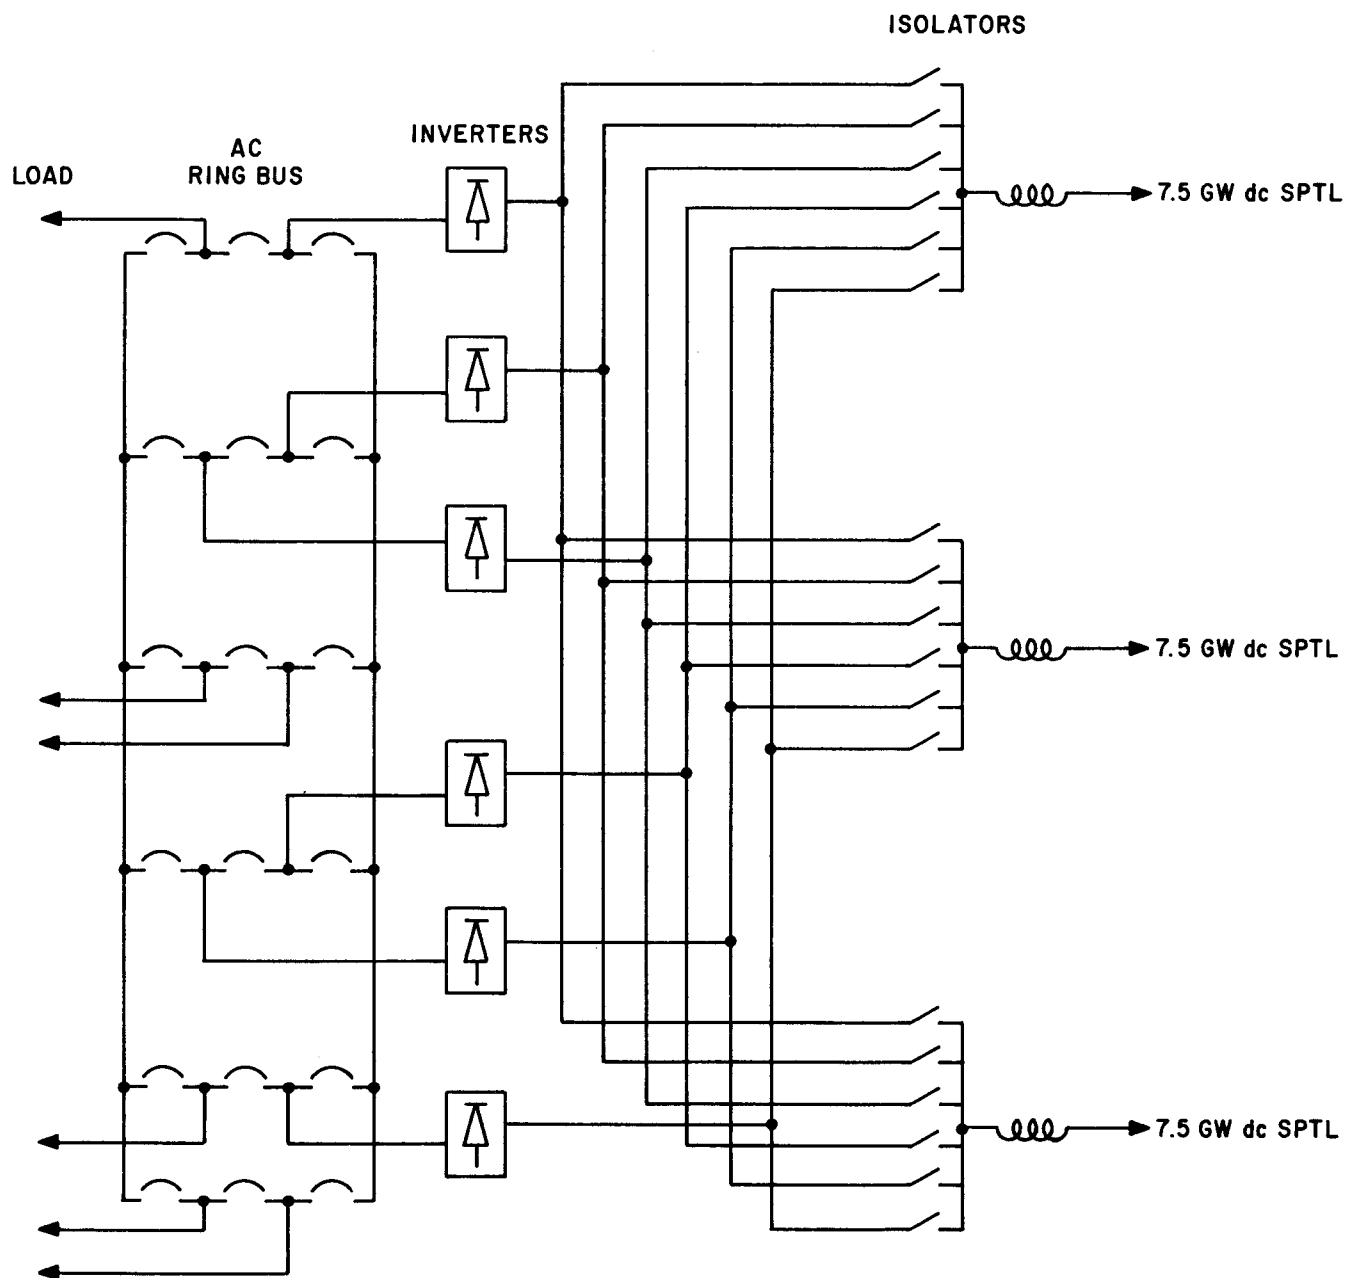 ISOLATORS
INVERTERS
AC
RING BUS
LOAD
7.5 GW dc SPTL
7.5 GW dc SPTL
7.5 GW dc SPTL